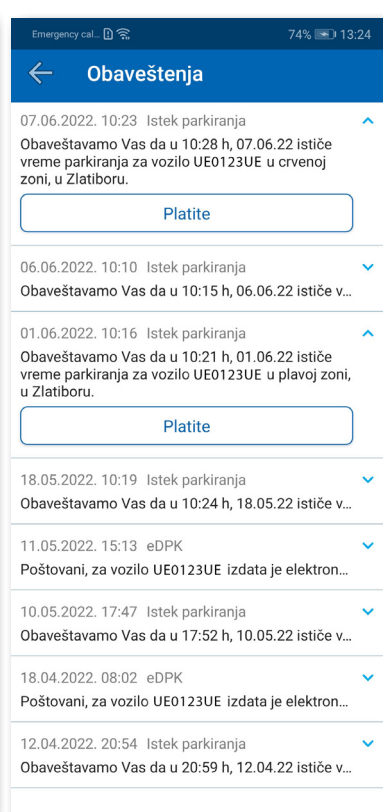 Emergency cal...
74% 13:24
Obaveštenja
07.06.2022. 10:23 Istek parkiranja
Obaveštavamo Vas da u 10:28 h, 07.06.22 ističe
vreme parkiranja za vozilo UE0123UE u crvenoj
zoni, u Zlatiboru.
Platite
06.06.2022. 10:10 Istek parkiranja
Obaveštavamo Vas da u 10:15 h, 06.06.22 ističe v...
01.06.2022. 10:16 Istek parkiranja
Obaveštavamo Vas da u 10:21 h, 01.06.22 ističe
vreme parkiranja za vozilo UE0123UE u plavoj zoni,
u Zlatiboru.
Platite
18.05.2022. 10:19 Istek parkiranja
Obaveštavamo Vas da u 10:24 h, 18.05.22 ističe v...
11.05.2022. 15:13 eDPK
Poštovani, za vozilo UE0123UE izdata je elektron...
10.05.2022. 17:47 Istek parkiranja
Obaveštavamo Vas da u 17:52 h, 10.05.22 ističe v...
18.04.2022. 08:02 eDPK
Poštovani, za vozilo UE0123UE izdata je elektron...
12.04.2022. 20:54 Istek parkiranja
Obaveštavamo Vas da u 20:59 h, 12.04.22 ističe v...